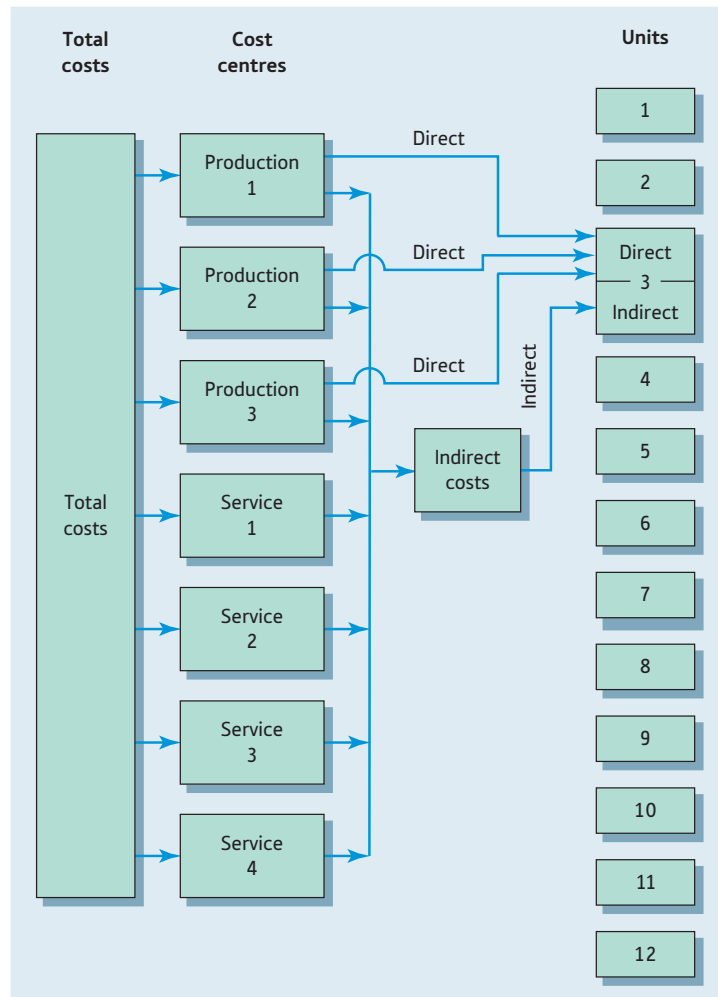 Total
costs
Cost
centres
Units
Total
costs
Production
1
Production
2
Production
3
Service
1
Service
2
Service
3
Service
4
Direct
Direct
Direct
Indirect
costs
Indirect
1
2
Direct
3
Indirect
4
5
6
7
8
9
10
11
12